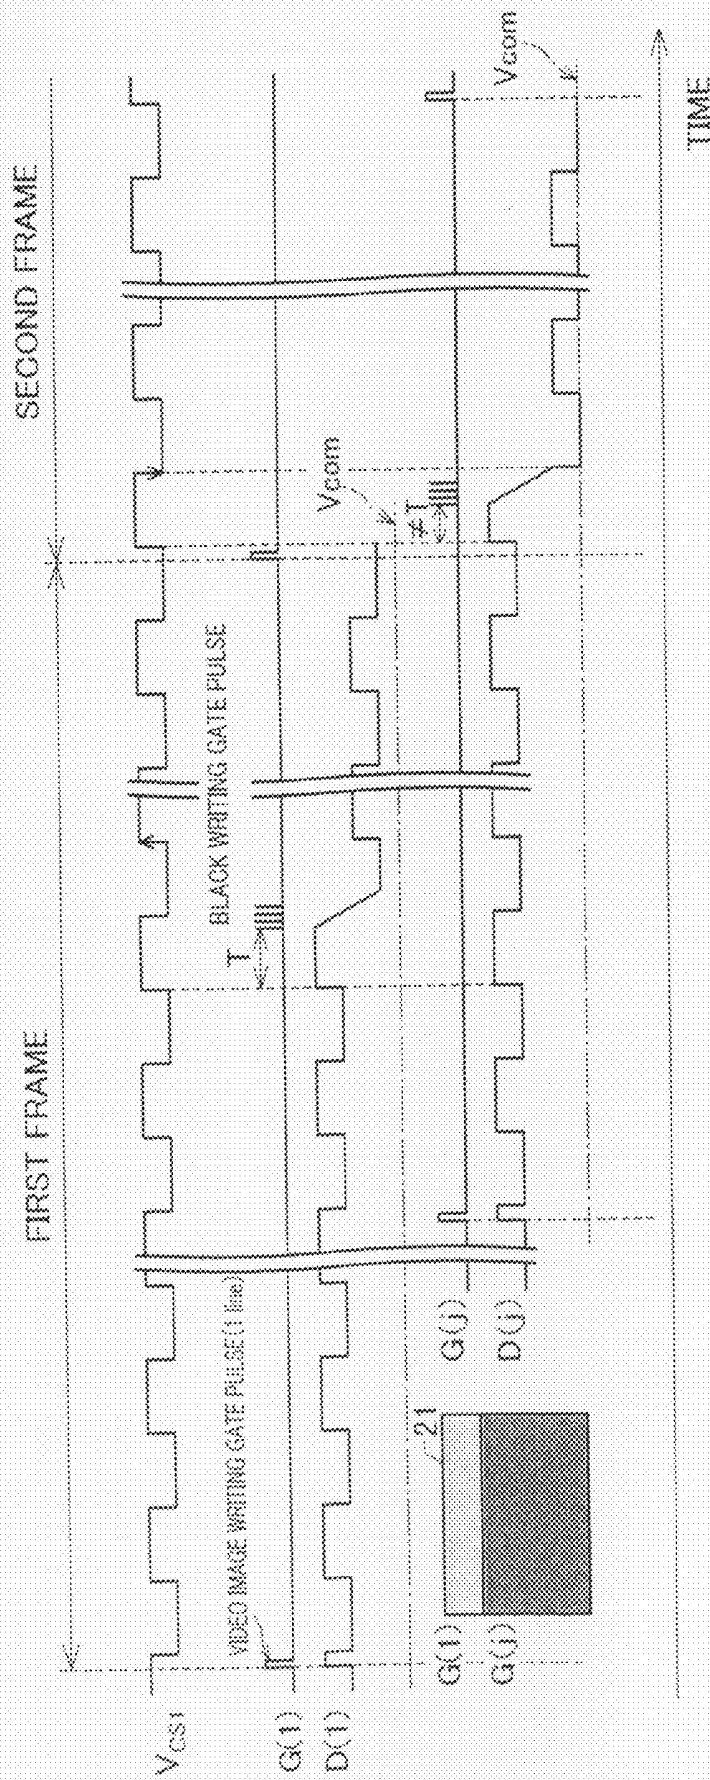 FIRST FRAME
SECOND FRAME
VCS1
VIDEO IMAGE WRITING GATE PULSE(1 line)
T
BLACK WRITING GATE PULSE
G(1)
D(1)
Vcom
G(1)
G(j)
21
G(j)
D(j)
≠T
Vcom
TIME